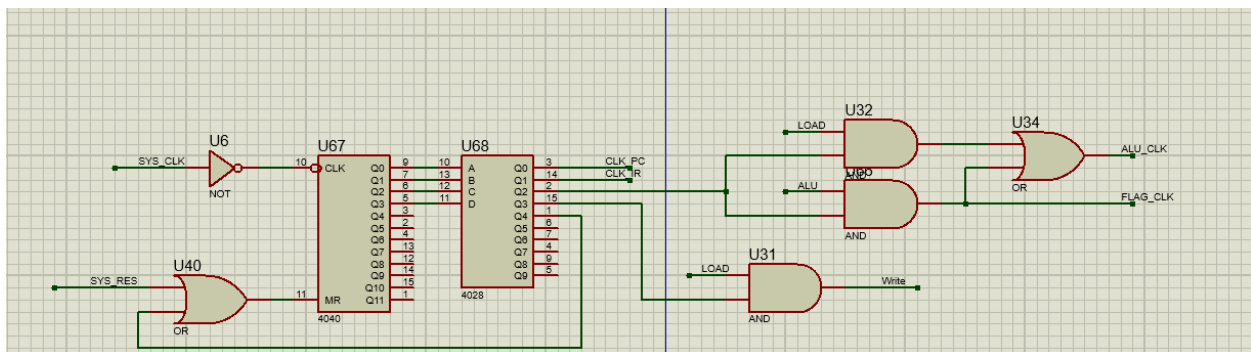 U6
SYS_CLK
NOT
U67
10 CLK
Q0 9
Q1 7
Q2 6
Q3 5
Q4 3
Q5 2
Q6 4
Q7 13
Q8 12
Q9 14
Q10 15
Q11 1
11 MR
4040
U68
10 A
13 B
12 C
11 D
Q0 3
Q1 14
Q2 2
Q3 15
Q4 1
Q5 6
Q6 7
Q7 4
Q8 9
Q9 5
4028
CLK_PC
CLK_IR
U40
SYS_RES
OR
U32
LOAD
AND
ALU
AND
U34
OR
ALU_CLK
FLAG_CLK
U31
LOAD
AND
Write